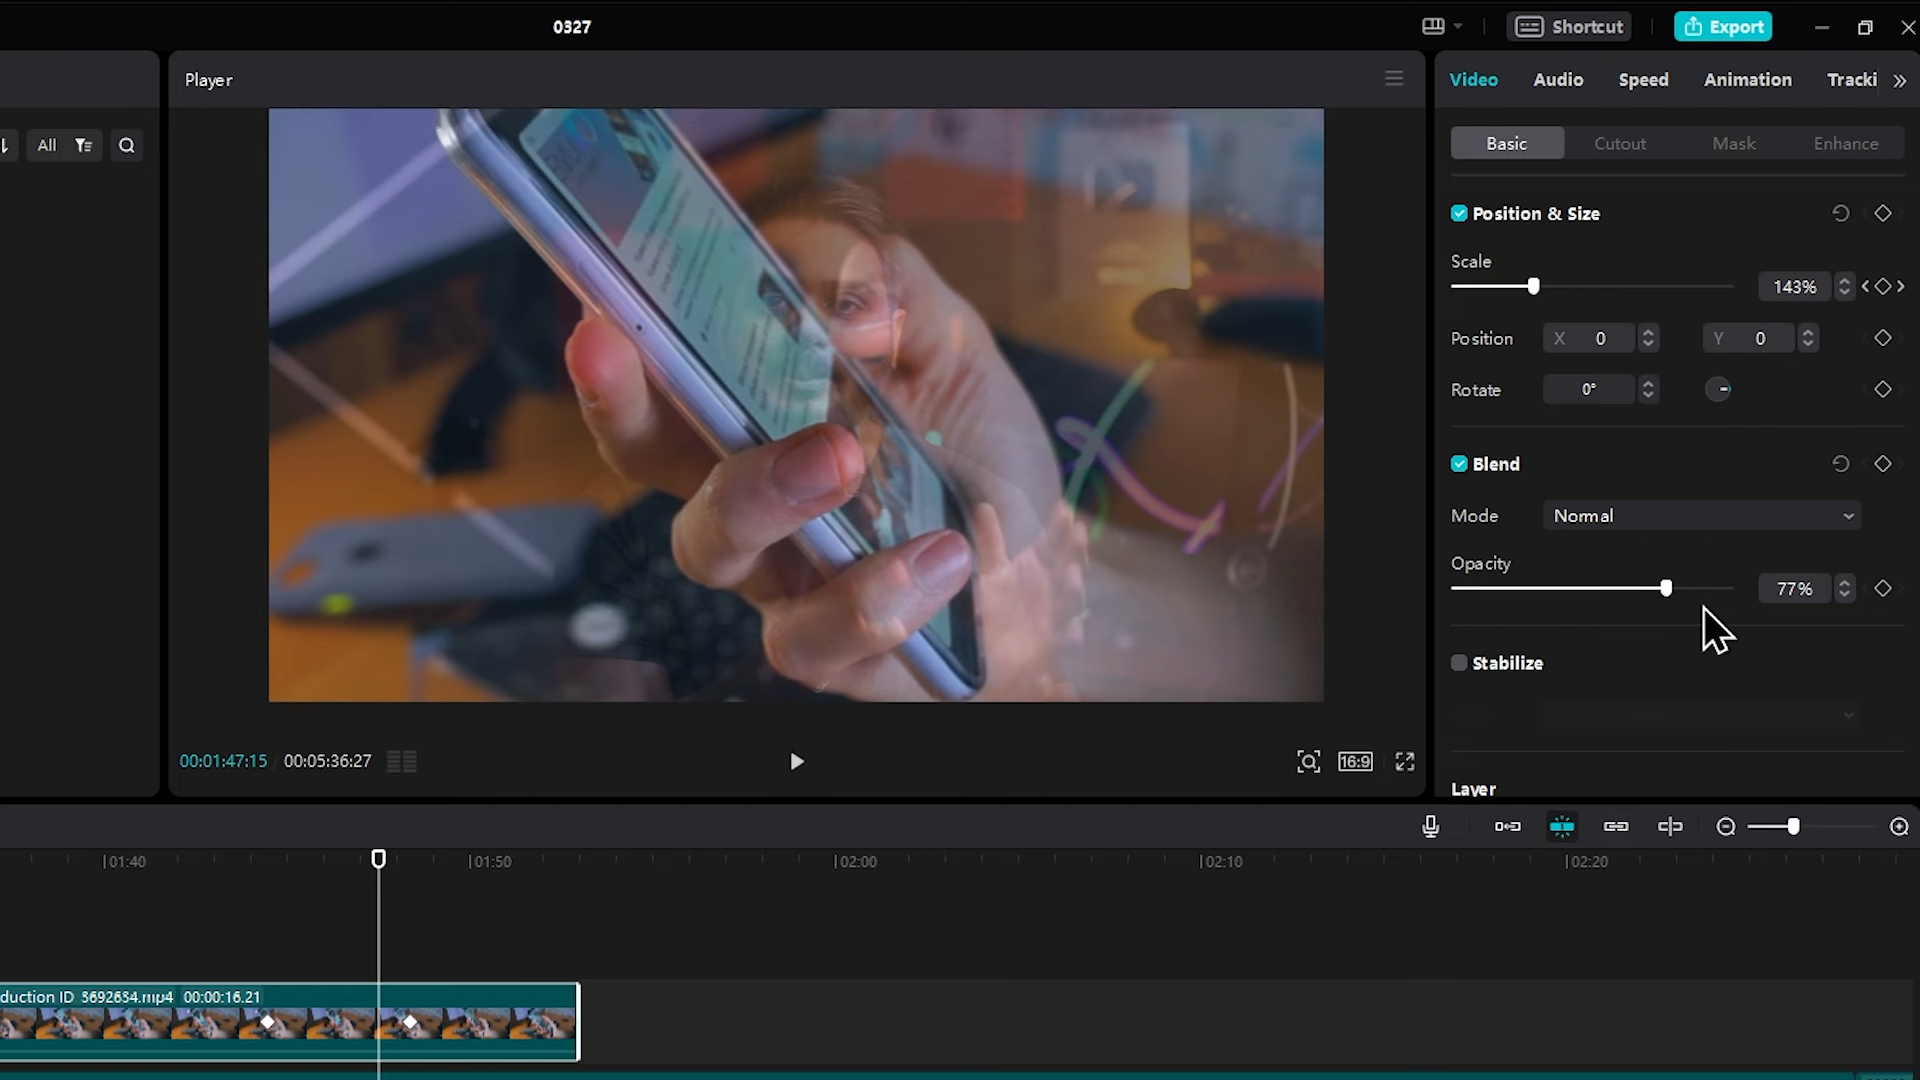 0327
Shortcut
Export
Player
Video Audio Speed Animation Tracki
All
Basic Cutout Mask Enhance
Position & Size
Scale
143%
Position X 0 Y 0
Rotate 0°
Blend
Mode Normal
Opacity
77%
Stabilize
00:01:47:15 00:05:36:27
16:9
Layer
01:40 01:50 02:00 02:10 02:20
duction ID_3692634.mp4 00:00:16.21